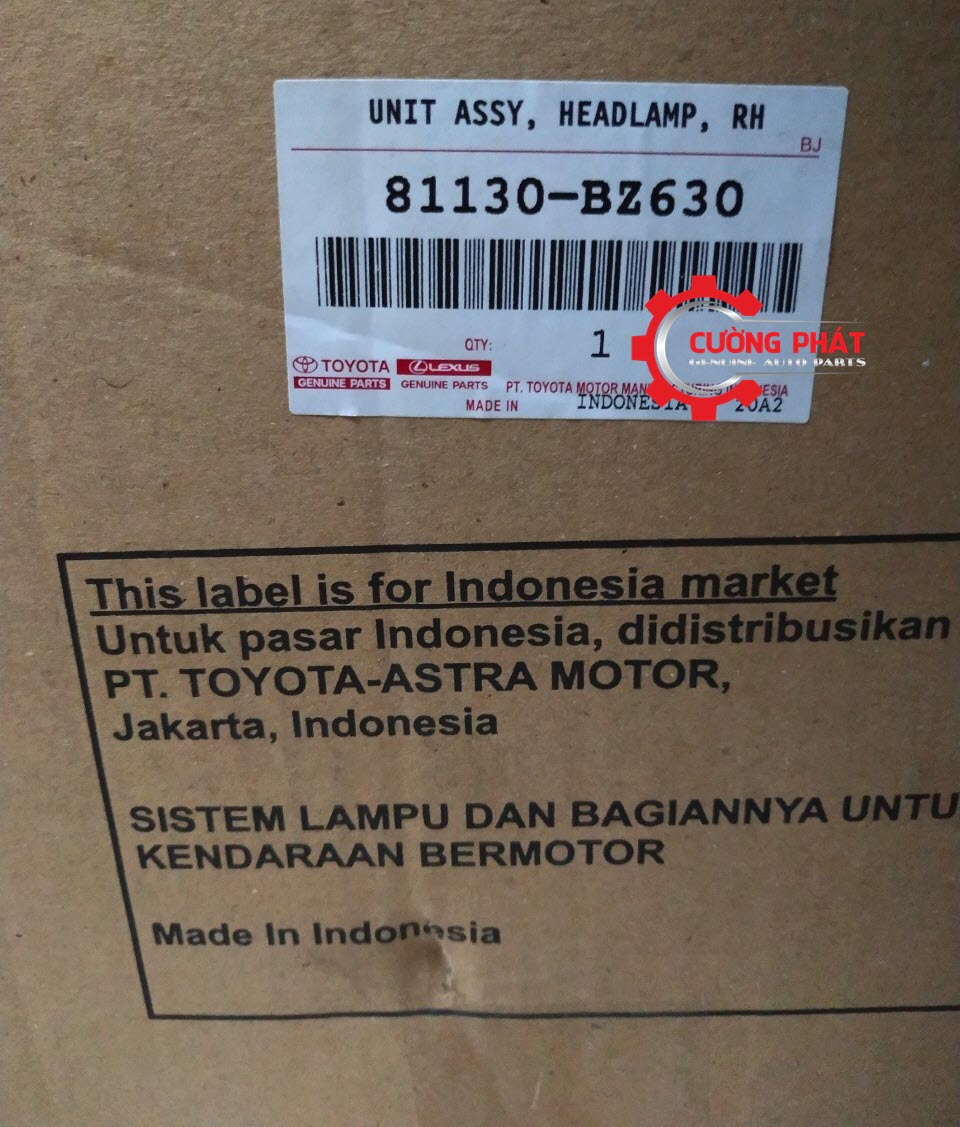 UNIT ASSY, HEADLAMP, RH
BJ
81130-BZ630
QTY: 1
CƯỜNG PHÁT
GENUINE AUTO PARTS
TOYOTA LEXUS
GENUINE PARTS GENUINE PARTS PT. TOYOTA MOTOR
MADE IN INDONESIA 20A2
This label is for Indonesia market
Untuk pasar Indonesia, didistribusikan
PT. TOYOTA-ASTRA MOTOR,
Jakarta, Indonesia
SISTEM LAMPU DAN BAGIANNYA UNTU
KENDARAAN BERMOTOR
Made In Indonesia